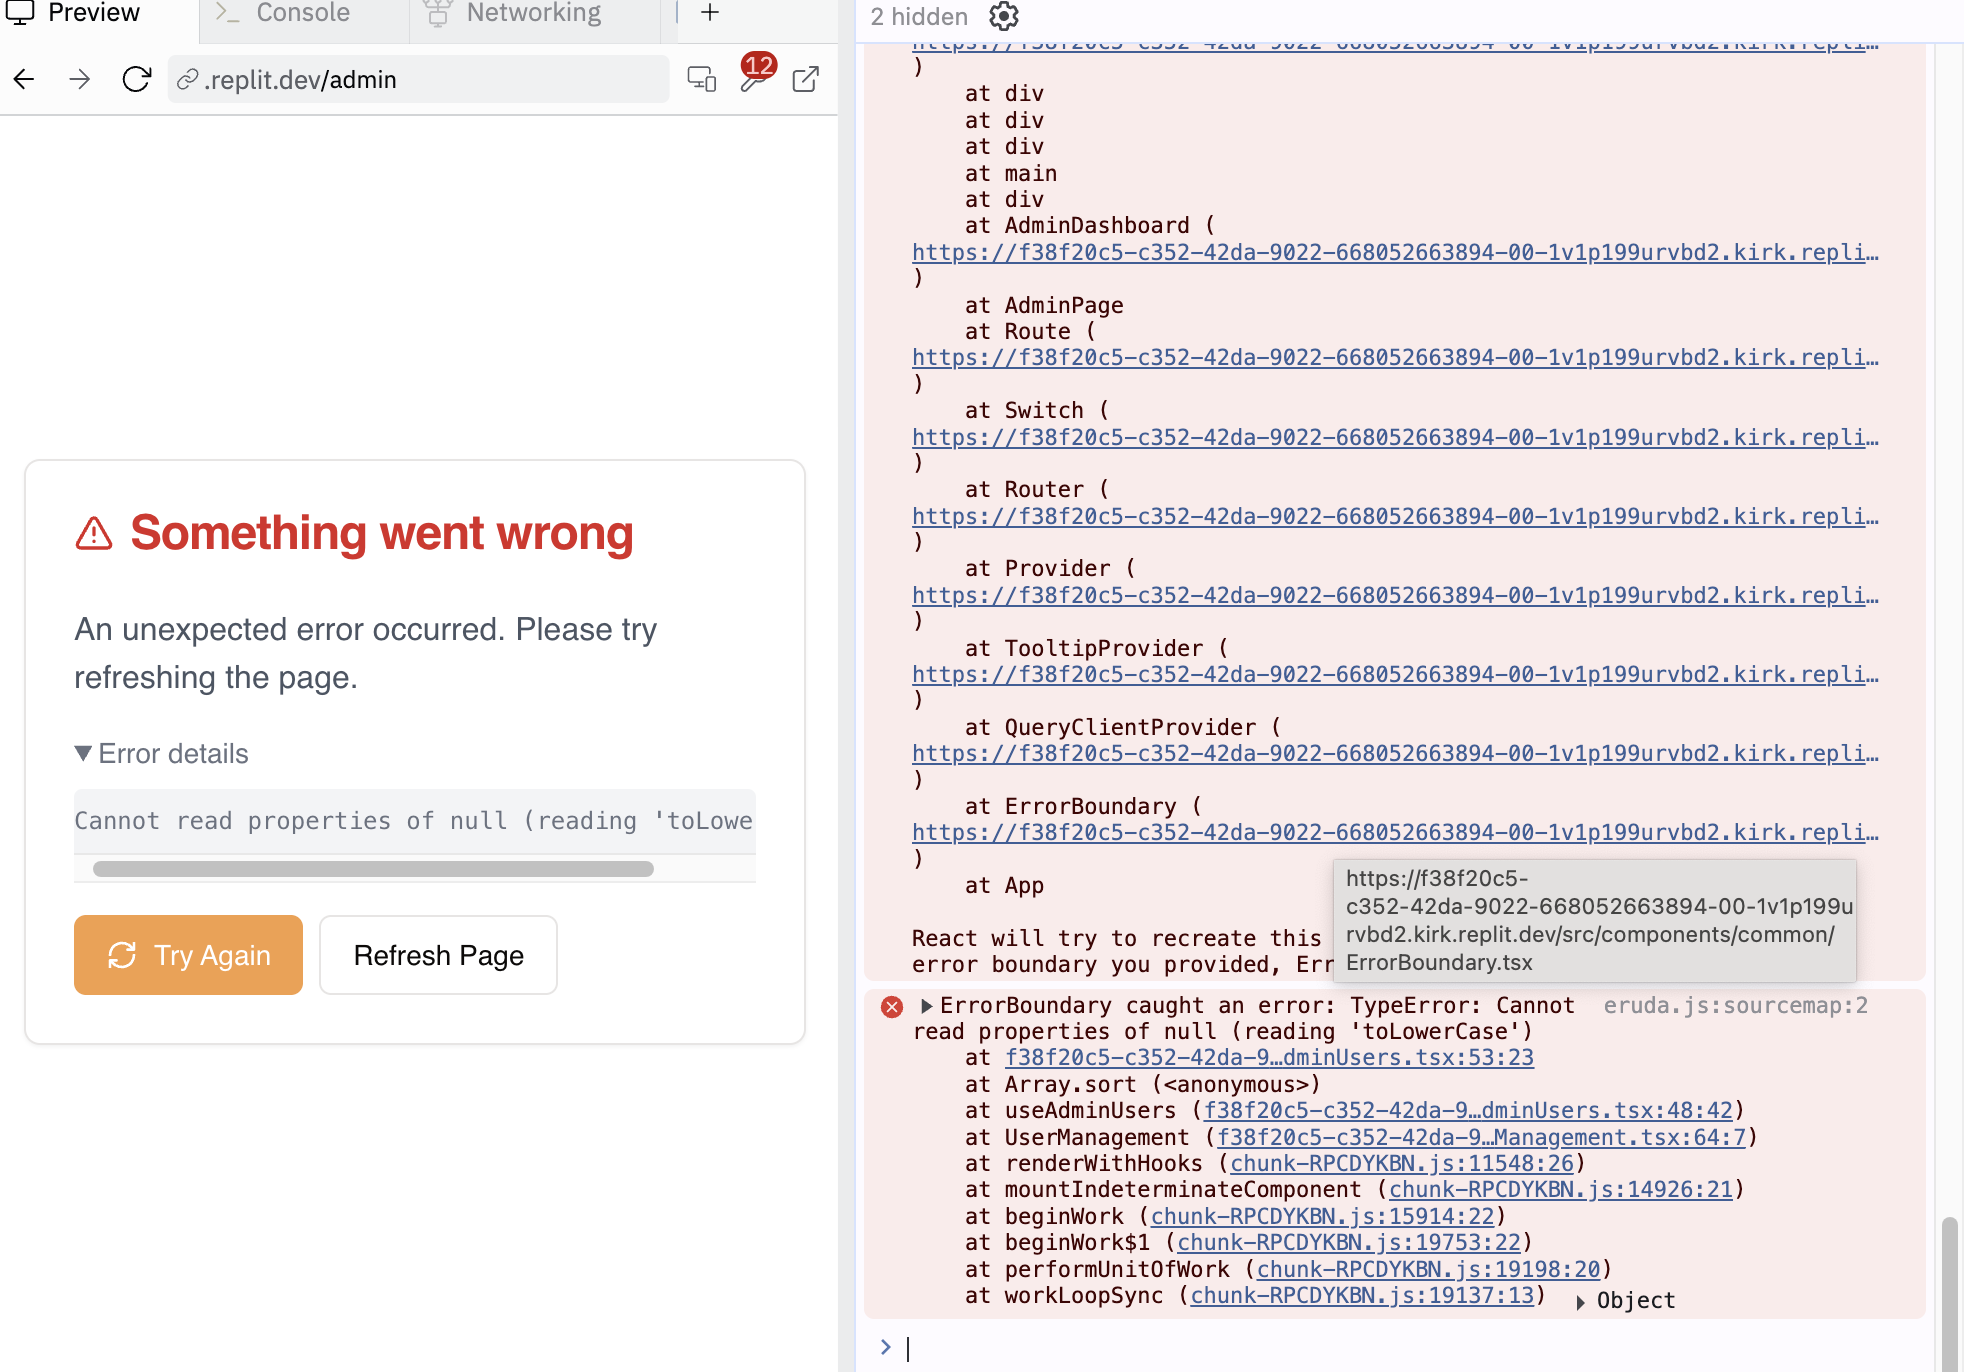 Preview
Console
Networking
.replit.dev/admin
12
Something went wrong
An unexpected error occurred. Please try
refreshing the page.
Error details
Cannot read properties of null (reading 'toLowe
Try Again
Refresh Page
2 hidden
https://f38f20c5-c352-42da-9022-668052663894-00-1v1p199urvbd2.kirk.repli…
)
at div
at div
at div
at main
at div
at AdminDashboard (
https://f38f20c5-c352-42da-9022-668052663894-00-1v1p199urvbd2.kirk.repli…
)
at AdminPage
at Route (
https://f38f20c5-c352-42da-9022-668052663894-00-1v1p199urvbd2.kirk.repli…
)
at Switch (
https://f38f20c5-c352-42da-9022-668052663894-00-1v1p199urvbd2.kirk.repli…
)
at Router (
https://f38f20c5-c352-42da-9022-668052663894-00-1v1p199urvbd2.kirk.repli…
)
at Provider (
https://f38f20c5-c352-42da-9022-668052663894-00-1v1p199urvbd2.kirk.repli…
)
at TooltipProvider (
https://f38f20c5-c352-42da-9022-668052663894-00-1v1p199urvbd2.kirk.repli…
)
at QueryClientProvider (
https://f38f20c5-c352-42da-9022-668052663894-00-1v1p199urvbd2.kirk.repli…
)
at ErrorBoundary (
https://f38f20c5-c352-42da-9022-668052663894-00-1v1p199urvbd2.kirk.repli…
)
at App
https://f38f20c5-
c352-42da-9022-668052663894-00-1v1p199u
rvbd2.kirk.replit.dev/src/components/common/
ErrorBoundary.tsx
React will try to recreate this
error boundary you provided, Err
ErrorBoundary caught an error: TypeError: Cannot eruda.js:sourcemap:2
read properties of null (reading 'toLowerCase')
at f38f20c5-c352-42da-9…dminUsers.tsx:53:23
at Array.sort (<anonymous>)
at useAdminUsers (f38f20c5-c352-42da-9…dminUsers.tsx:48:42)
at UserManagement (f38f20c5-c352-42da-9…Management.tsx:64:7)
at renderWithHooks (chunk-RPCDYKBN.js:11548:26)
at mountIndeterminateComponent (chunk-RPCDYKBN.js:14926:21)
at beginWork (chunk-RPCDYKBN.js:15914:22)
at beginWork$1 (chunk-RPCDYKBN.js:19753:22)
at performUnitOfWork (chunk-RPCDYKBN.js:19198:20)
at workLoopSync (chunk-RPCDYKBN.js:19137:13) Object